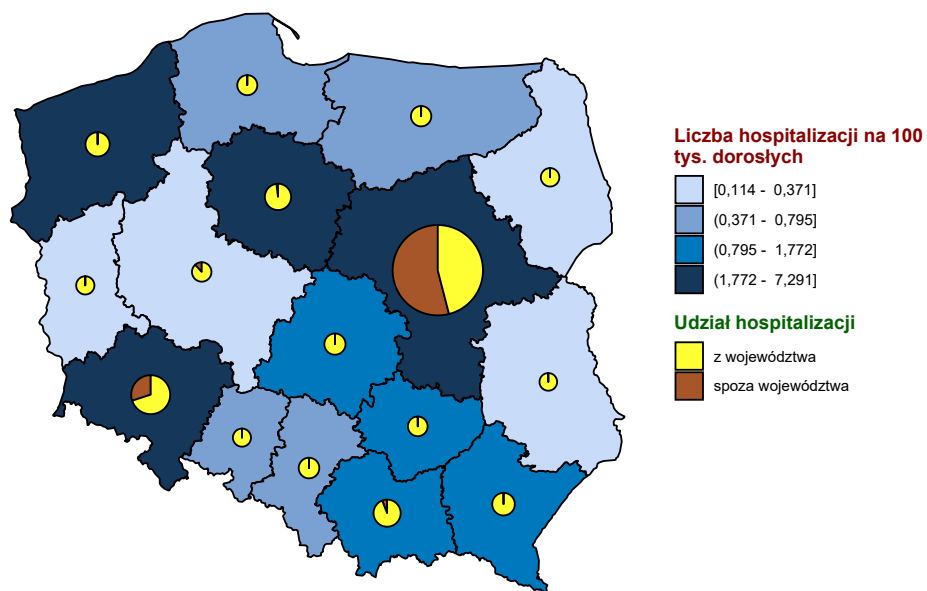 Liczba hospitalizacji na 100
tys. dorosłych
[0,114 - 0,371]
(0,371 - 0,795]
(0,795 - 1,772]
(1,772 - 7,291]
Udział hospitalizacji
z województwa
spoza województwa